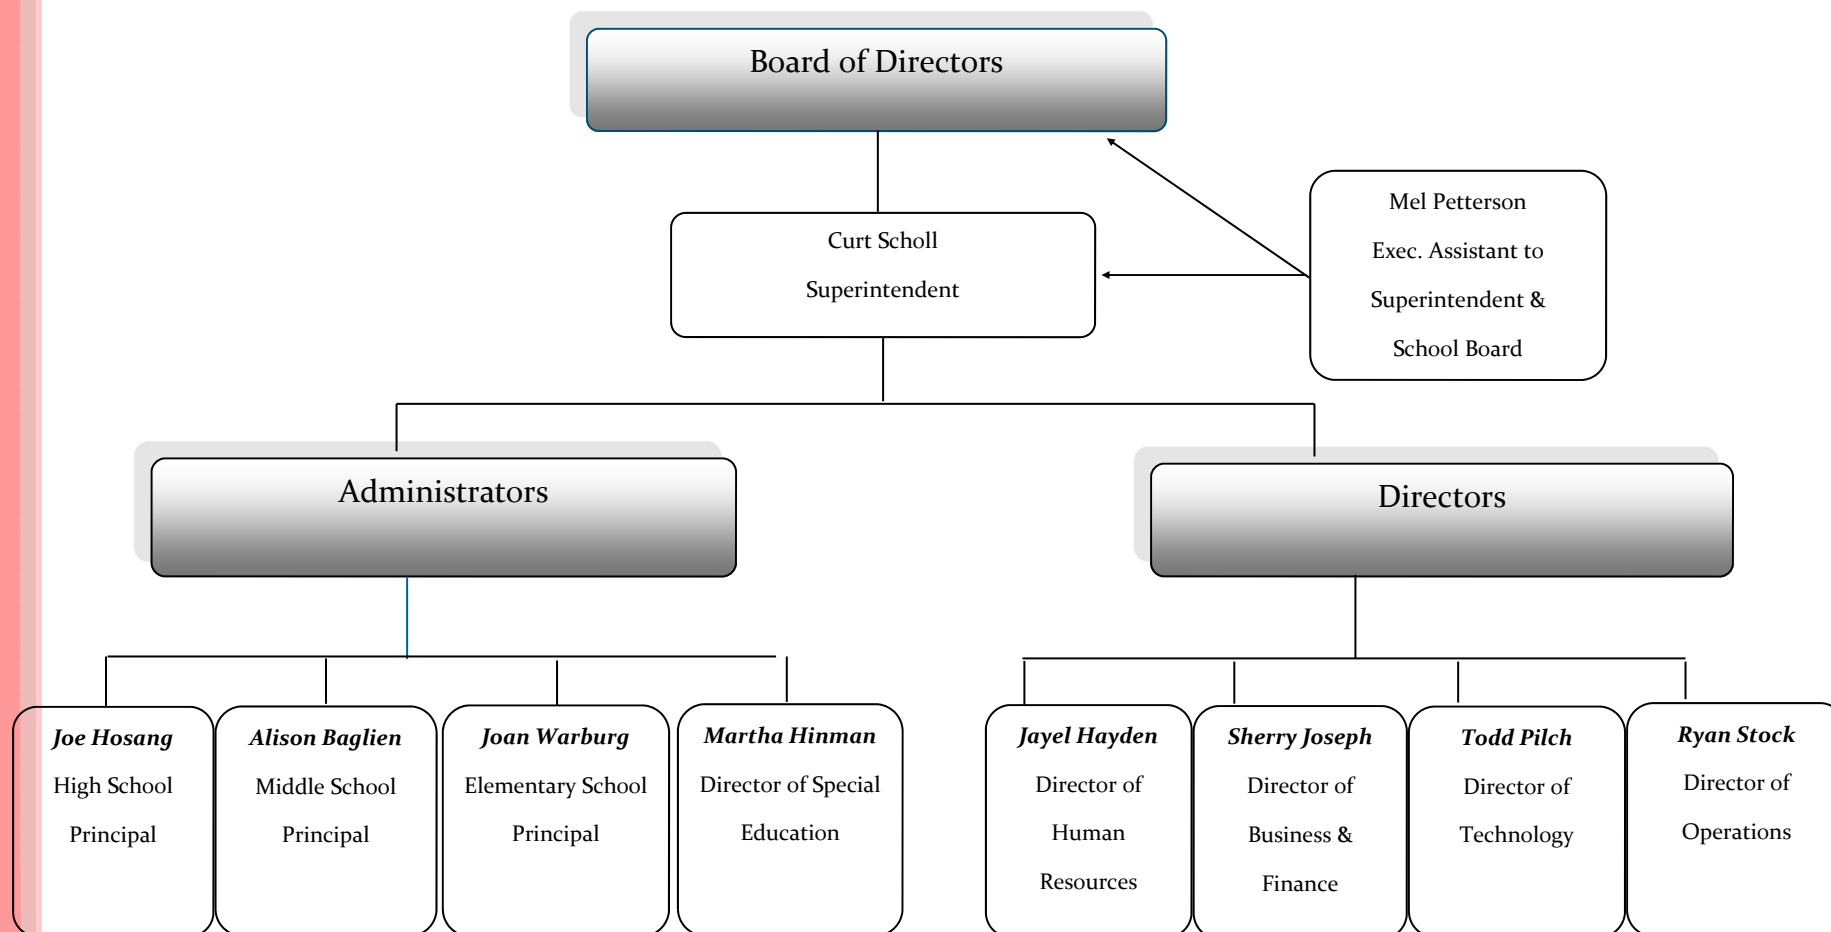 Board of Directors
Curt Scholl
Superintendent
Mel Petterson
Exec. Assistant to
Superintendent &
School Board
Administrators
Directors
Joe Hosang
High School
Principal
Alison Baglien
Middle School
Principal
Joan Warburg
Elementary School
Principal
Martha Hinman
Director of Special
Education
Jayel Hayden
Director of
Human
Resources
Sherry Joseph
Director of
Business &
Finance
Todd Pilch
Director of
Technology
Ryan Stock
Director of
Operations